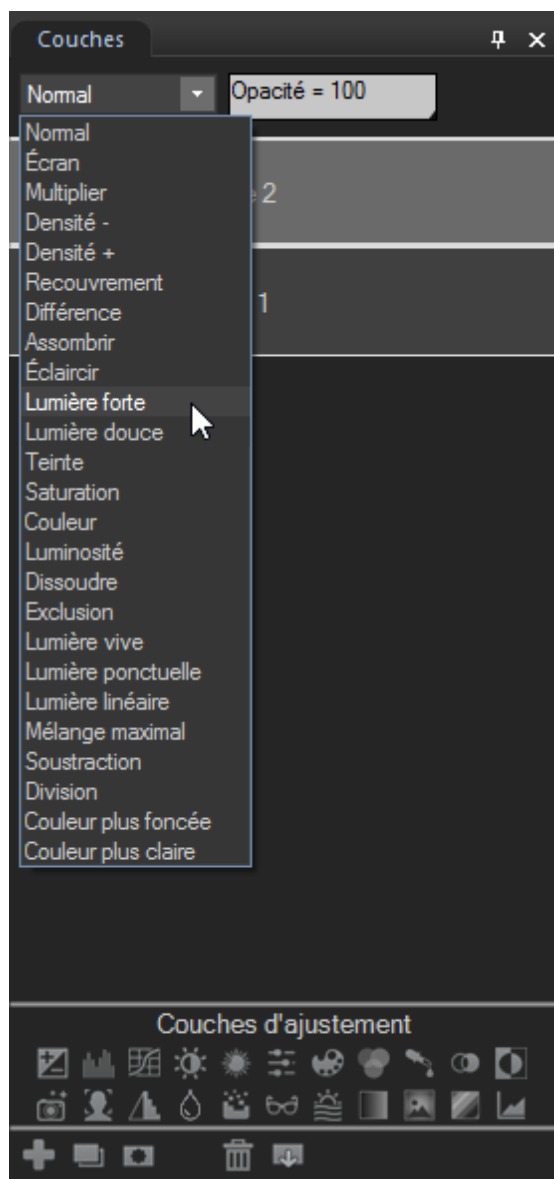 Couches
Normal
Opacité = 100
Normal
Écran
Multiplier
2
Densité -
Densité +
Recouvrement
Différence
1
Assombrir
Éclaircir
Lumière forte
Lumière douce
Teinte
Saturation
Couleur
Luminosité
Dissoudre
Exclusion
Lumière vive
Lumière ponctuelle
Lumière linéaire
Mélange maximal
Soustraction
Division
Couleur plus foncée
Couleur plus claire
Couches d'ajustement